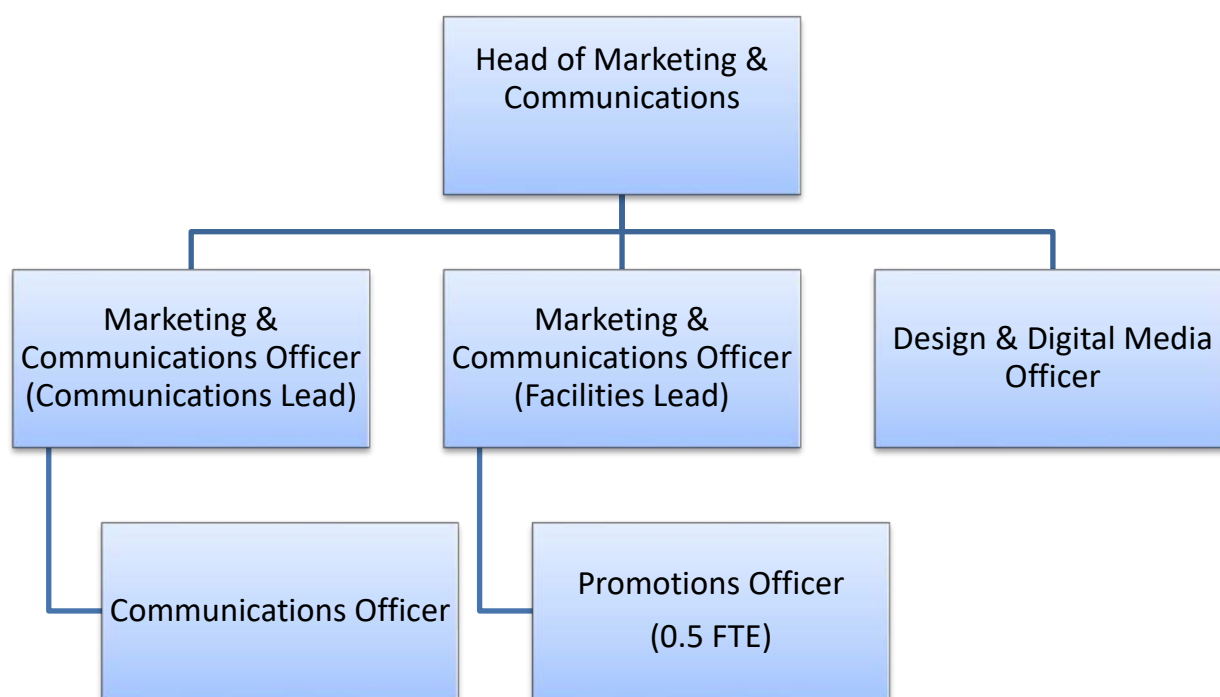 Head of Marketing &
Communications
Marketing &
Communications Officer
(Communications Lead)
Marketing &
Communications Officer
(Facilities Lead)
Design & Digital Media
Officer
Communications Officer
Promotions Officer
(0.5 FTE)